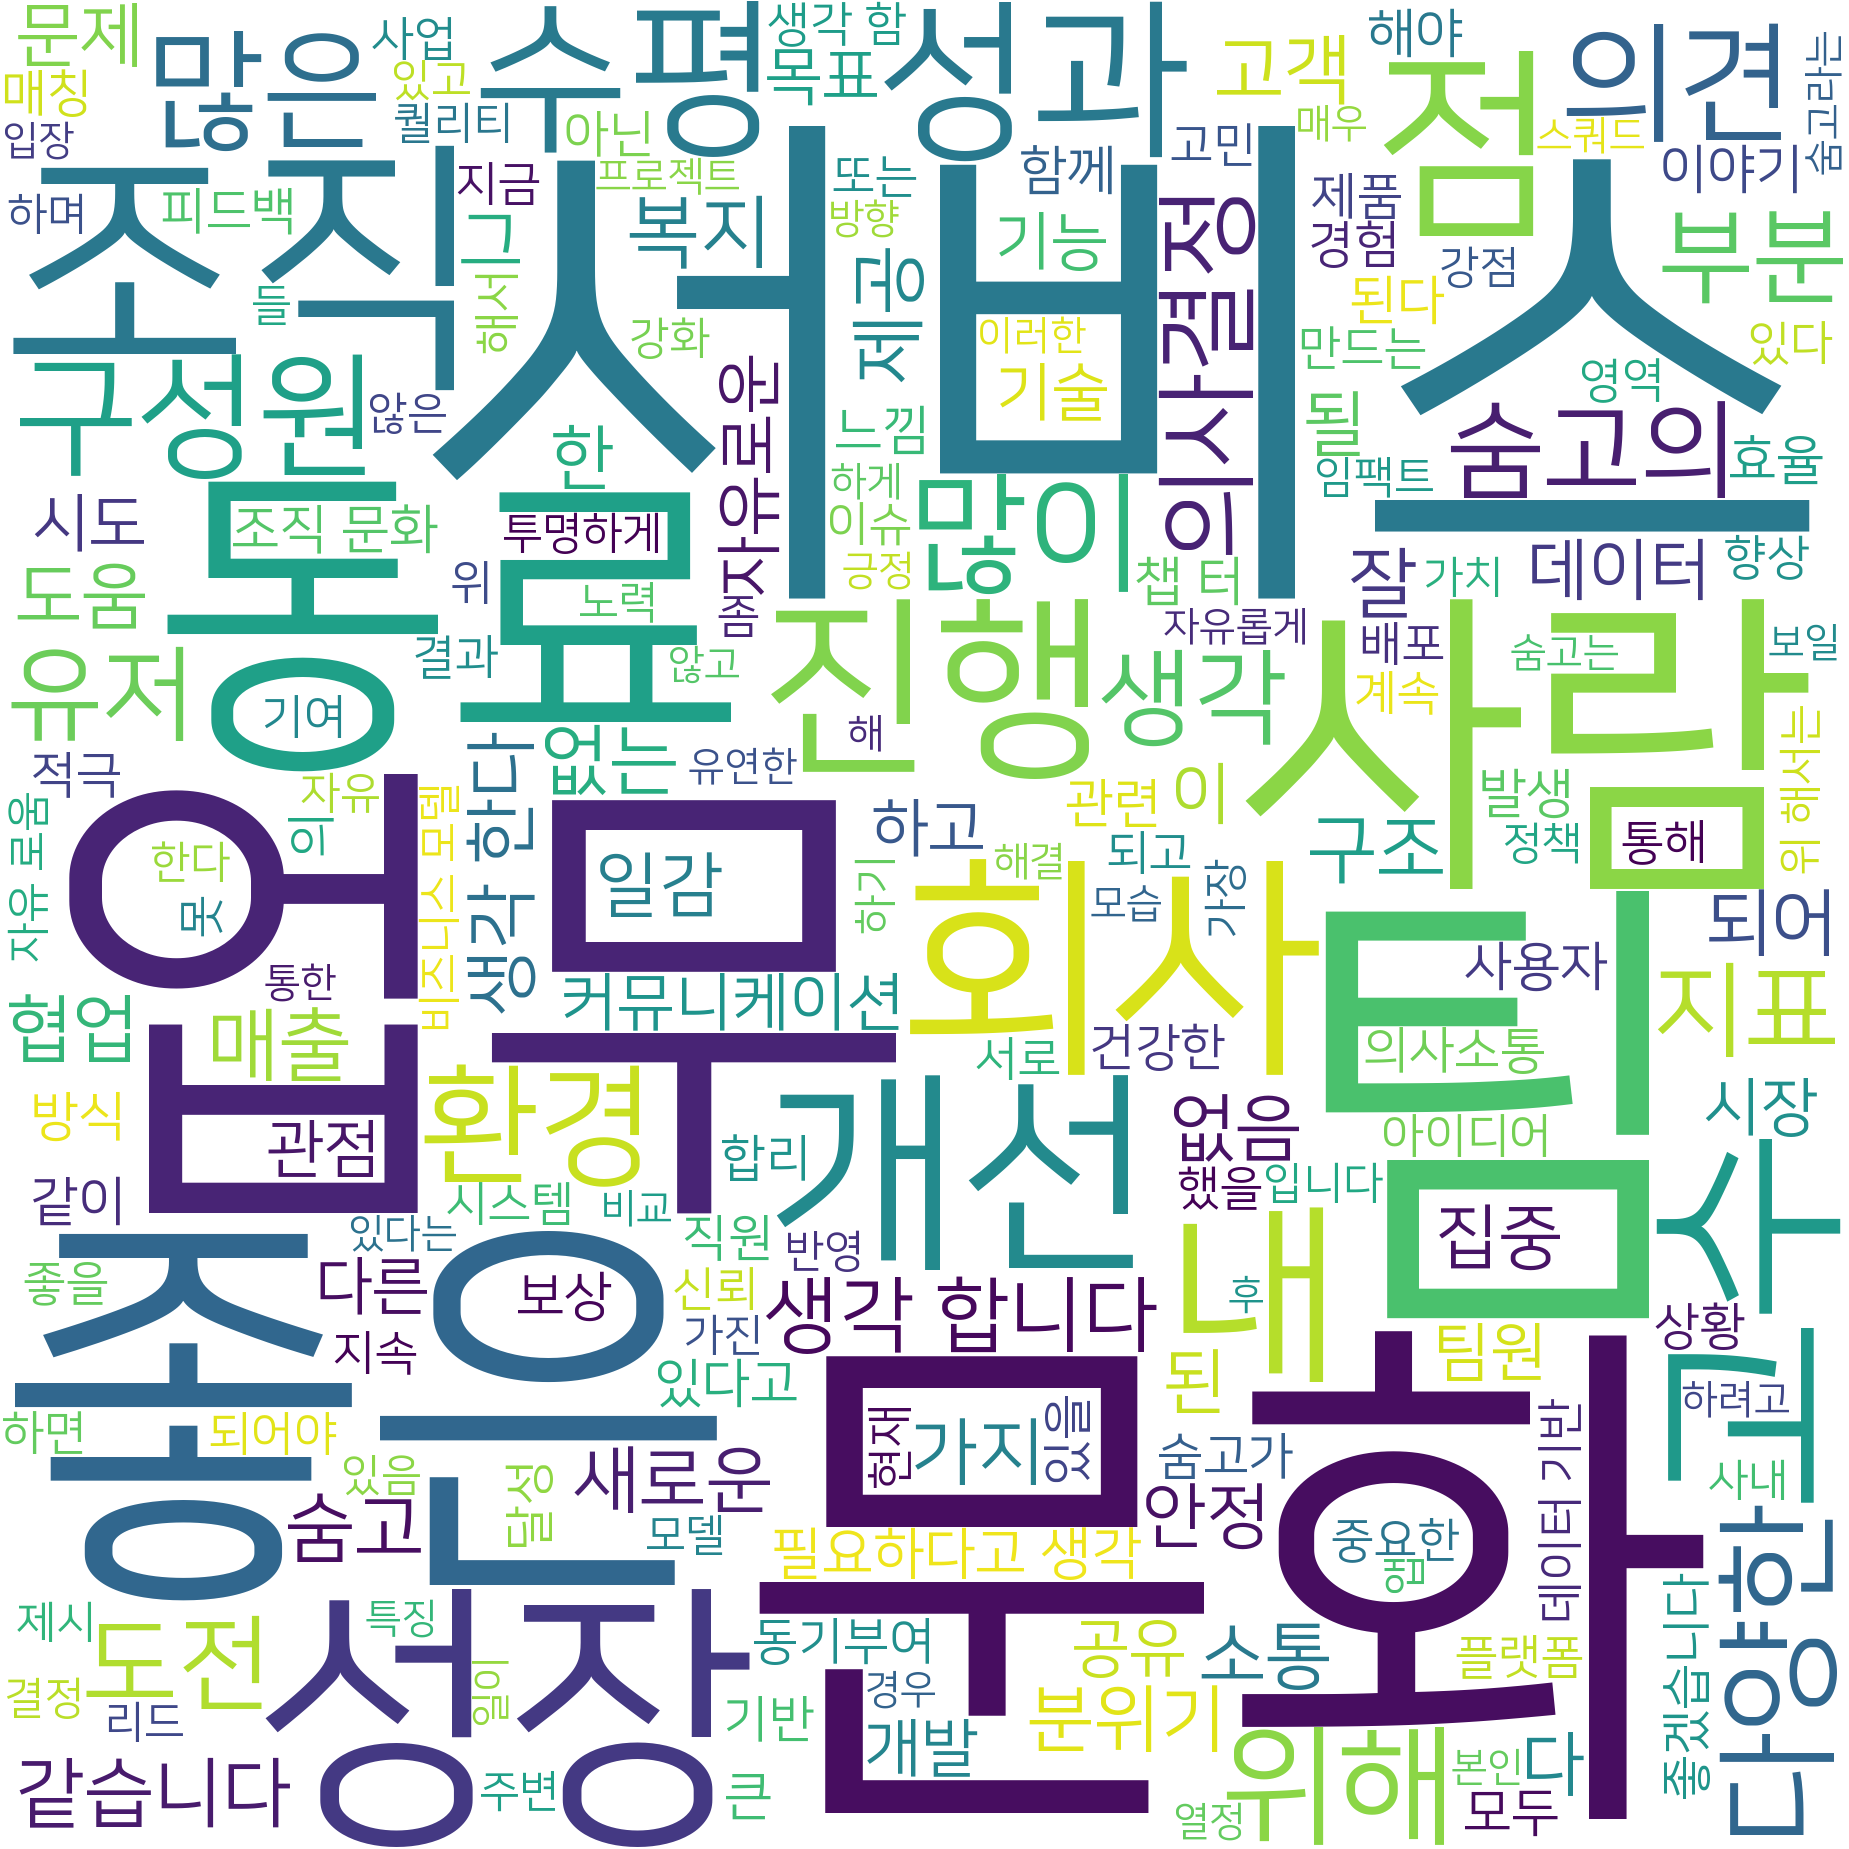 문제
많은
사업
수평
생각 함
성과
고객
해야
점
의견
숨고라는
매칭
있고
퀄리티
목표
아닌
고민
매우
스쿼드
입장
조직
지금
프로젝트
또는
함께
이야기
하며
피드백
그
복지
방향
기능
의사결정
제품
경험
강점
부분
들
해서
강화
제공
이러한
된다
만드는
있다
서비스
구성원
않은
자유로운
기술
느낌
될
영역
숨고의
효율
한
하게
많이
임팩트
시도
조직 문화
투명하게
이슈
데이터
향상
동료
위
긍정
챕 터
잘
가치
도움
노력
좀
자유롭게
배포
숨고는
보일
유저
결과
않고
진행
생각
사람
계속
기여
해
위 해서는
적극
자유
생각 한다
없는
유연한
관련
이
발생
자유 로움
이
비즈니스 모델
일감
하고
되고
구조
정책
통해
한다
못
하기
해결
모습
가장
되어
업무
통한
커뮤니케이션
회사
팀
사용자
지표
협업
매출
서로
건강한
의사소통
방식
관점
환경
합리
개선
없음
아이디어
시장
같이
시스템
비교
했을
입니다
집중
사고
좋은
있다는
직원
반영
내
좋을
다른
보상
신뢰
생각 합니다
후
상황
지속
가진
있다고
된
팀원
하려고
하면
되어야
문화
현재
가지
있을
숨고가
데이터 기반
있음
달성
새로운
안정
사내
숨고
모델
필요하다고 생각
중요한
넘
다양한
제시
도전
특징
성장
동기부여
공유
소통
플랫폼
좋겠습니다
결정
리드
일이
기반
경우
분위기
같습니다
주변
큰
개발
위해
본인
다
열정
모두